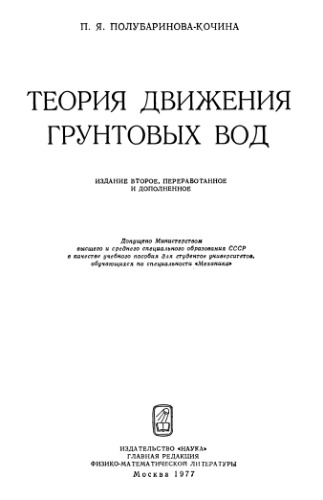 П. Я. ПОЛУБАРИНОВА-КОЧИНА
ТЕОРИЯ ДВИЖЕНИЯ
ГРУНТОВЫХ ВОД
ИЗДАНИЕ ВТОРОЕ, ПЕРЕРАБОТАННОЕ
И ДОПОЛНЕННОЕ
Допущено Министерством
высшего и среднего специального образования СССР
в качестве учебного пособия для студентов университетов,
обучающихся по специальности «Механика»
ИЗДАТЕЛЬСТВО «НАУКА»
ГЛАВНАЯ РЕДАКЦИЯ
ФИЗИКО-МАТЕМАТИЧЕСКОЙ ЛИТЕРАТУРЫ
Москва 1977